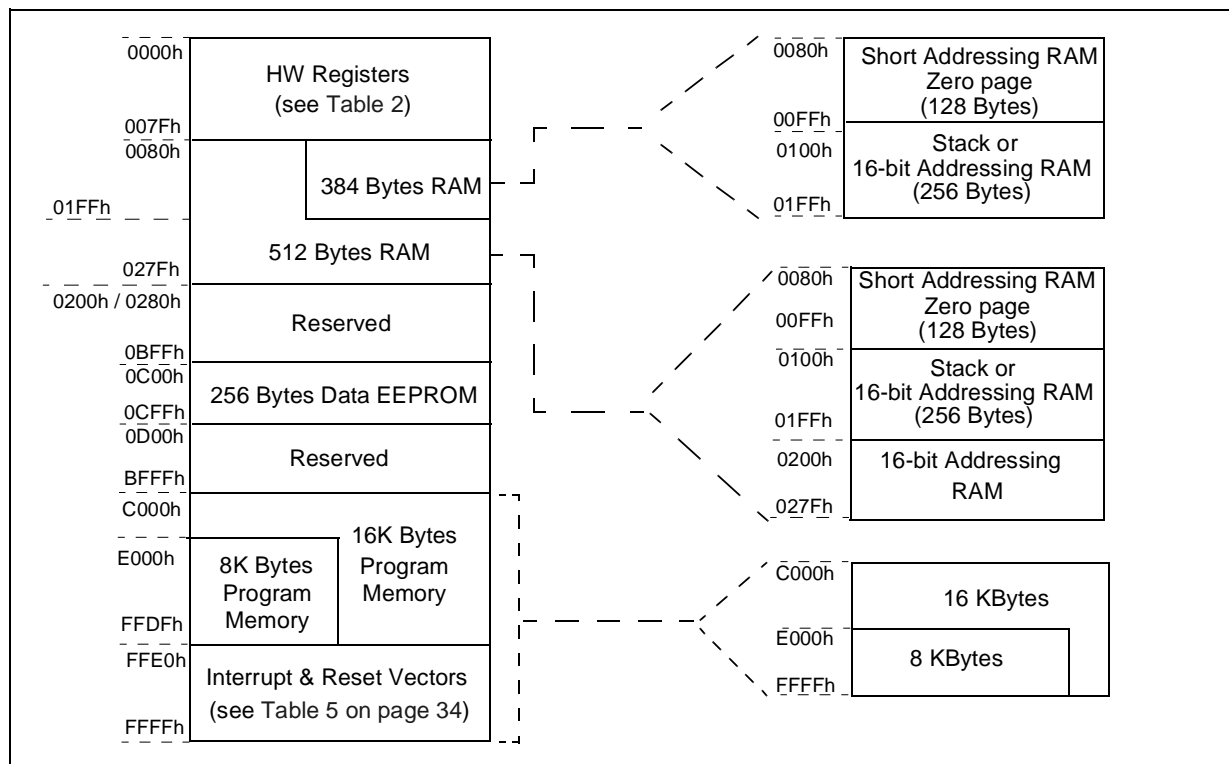 0000h
HW Registers
(see Table 2)
007Fh
0080h
384 Bytes RAM
01FFh
512 Bytes RAM
027Fh
0200h / 0280h
Reserved
0BFFh
0C00h
256 Bytes Data EEPROM
0CFFh
0D00h
Reserved
BFFFh
C000h
16K Bytes
Program
Memory
E000h
8K Bytes
Program
Memory
FFDFh
FFE0h
Interrupt & Reset Vectors
(see Table 5 on page 34)
FFFFh
0080h
Short Addressing RAM
Zero page
(128 Bytes)
00FFh
0100h
Stack or
16-bit Addressing RAM
(256 Bytes)
01FFh
0080h
Short Addressing RAM
Zero page
(128 Bytes)
00FFh
0100h
Stack or
16-bit Addressing RAM
(256 Bytes)
01FFh
0200h
16-bit Addressing
RAM
027Fh
C000h
16 KBytes
E000h
8 KBytes
FFFFh